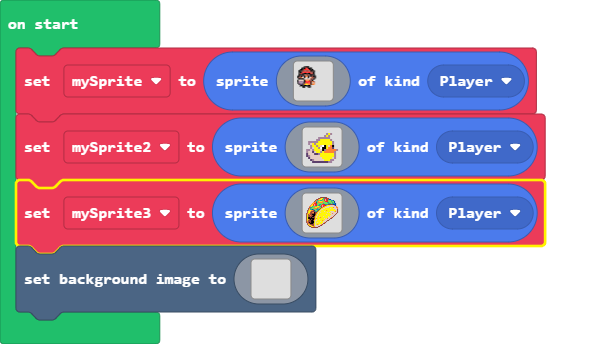 on start
set mySprite to sprite of kind Player
set mySprite2 to sprite of kind Player
set mySprite3 to sprite of kind Player
set background image to